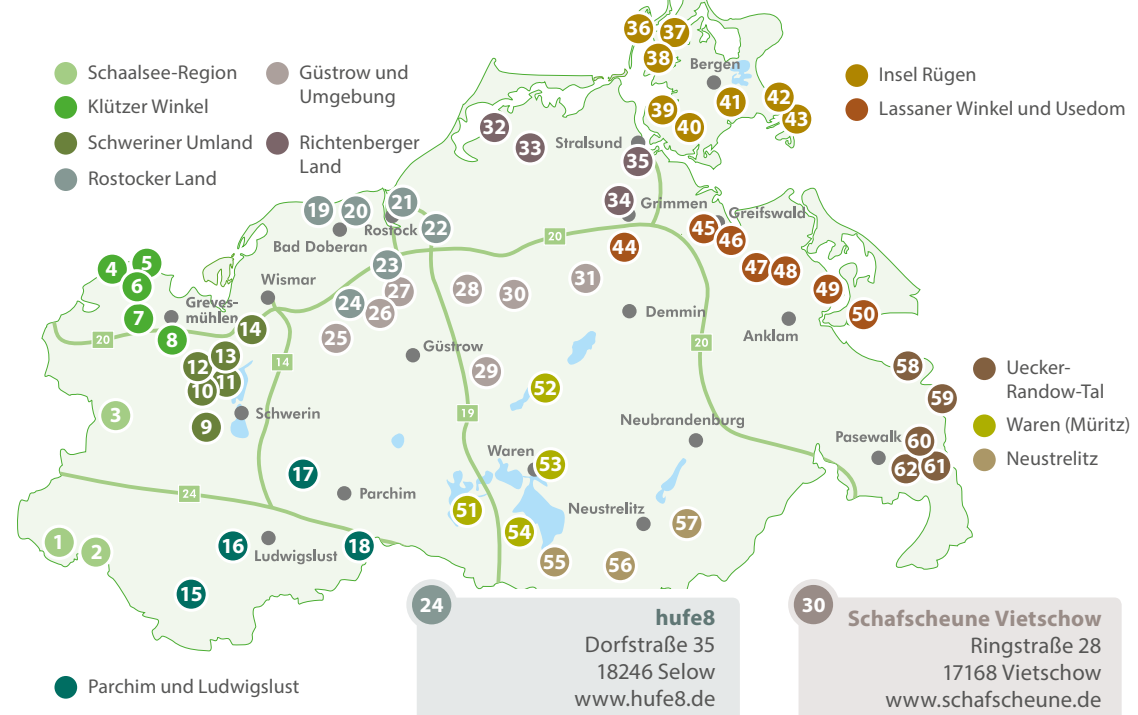 Schaalsee-Region
Klützer Winkel
Schweriner Umland
Rostocker Land
Güstrow und
Umgebung
Richtenberger
Land
Insel Rügen
Lassaner Winkel und Usedom
36
37
38
Bergen
39
40
41
42
43
32
33
Stralsund
35
34
Grimmen
Greifswald
45
46
44
47
48
49
50
19
20
21
22
Rostock
Bad Doberan
20
23
4
5
6
7
8
Wismar
Greves-
mühlen
20
24
25
26
27
28
30
31
Demmin
Anklam
14
13
12
11
10
9
14
Güstrow
29
20
3
Schwerin
19
52
Neubrandenburg
58
59
Uecker-
Randow-Tal
Waren (Müritz)
Neustrelitz
Pasewalk
60
61
62
17
Parchim
24
Waren
53
51
54
Neustrelitz
57
55
56
1
2
16
Ludwigslust
18
15
24
hufe8
Dorfstraße 35
18246 Selow
www.hufe8.de
30
Schafscheune Vietschow
Ringstraße 28
17168 Vietschow
www.schafscheune.de
Parchim und Ludwigslust